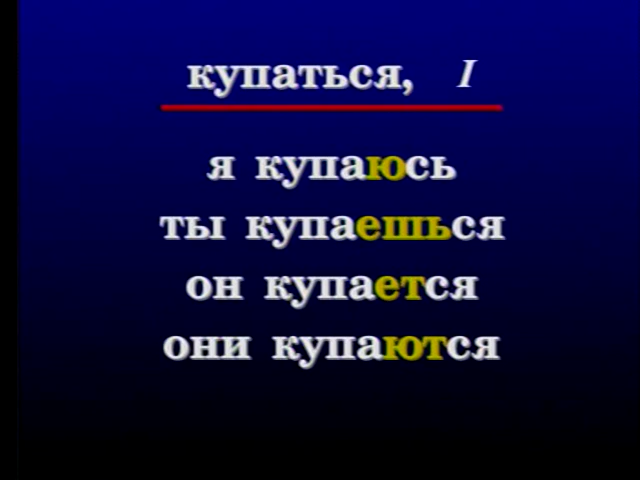 купаться, I
я купаюсь
ты купаешься
он купается
они купаются